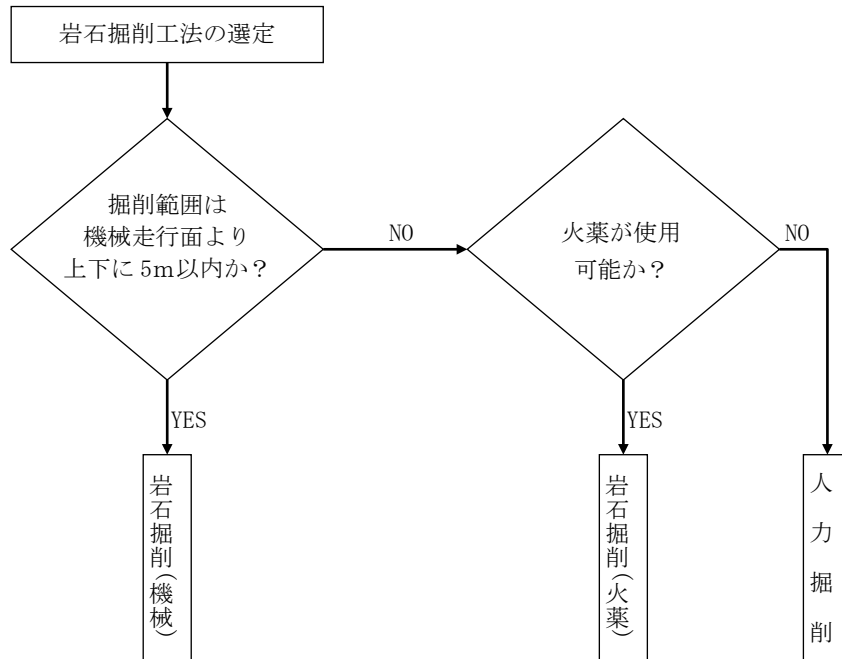 岩石掘削工法の選定
掘削範囲は
機械走行面より
上下に5m以内か？
NO
火薬が使用
可能か？
NO
YES
YES
岩石掘削(機械)
岩石掘削(火薬)
人力掘削